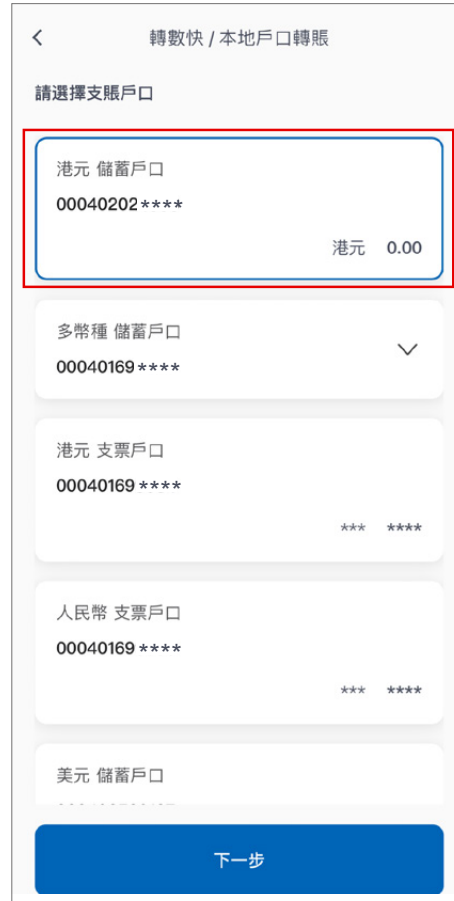 轉數快 / 本地戶口轉賬
請選擇支賬戶口
港元 儲蓄戶口
00040202****
港元 0.00
多幣種 儲蓄戶口
00040169****
港元 支票戶口
00040169****
*** ****
人民幣 支票戶口
00040169****
*** ****
美元 儲蓄戶口
下一步